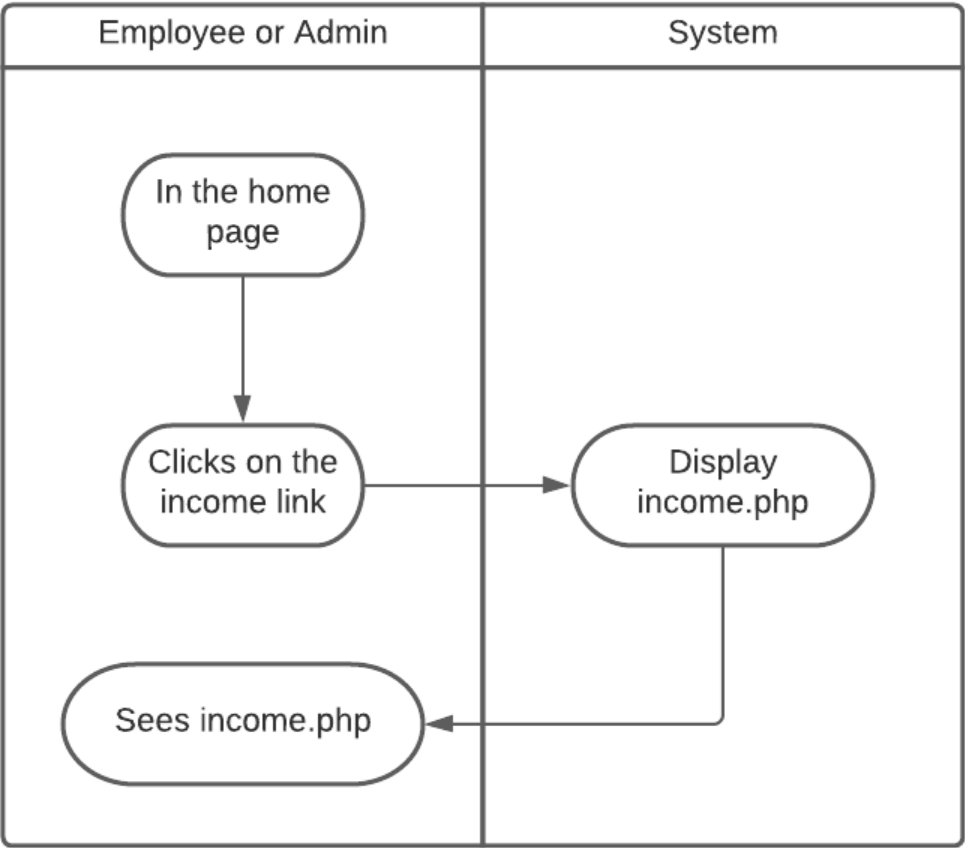 Employee or Admin
System
In the home
page
Clicks on the
income link
Display
income.php
Sees income.php